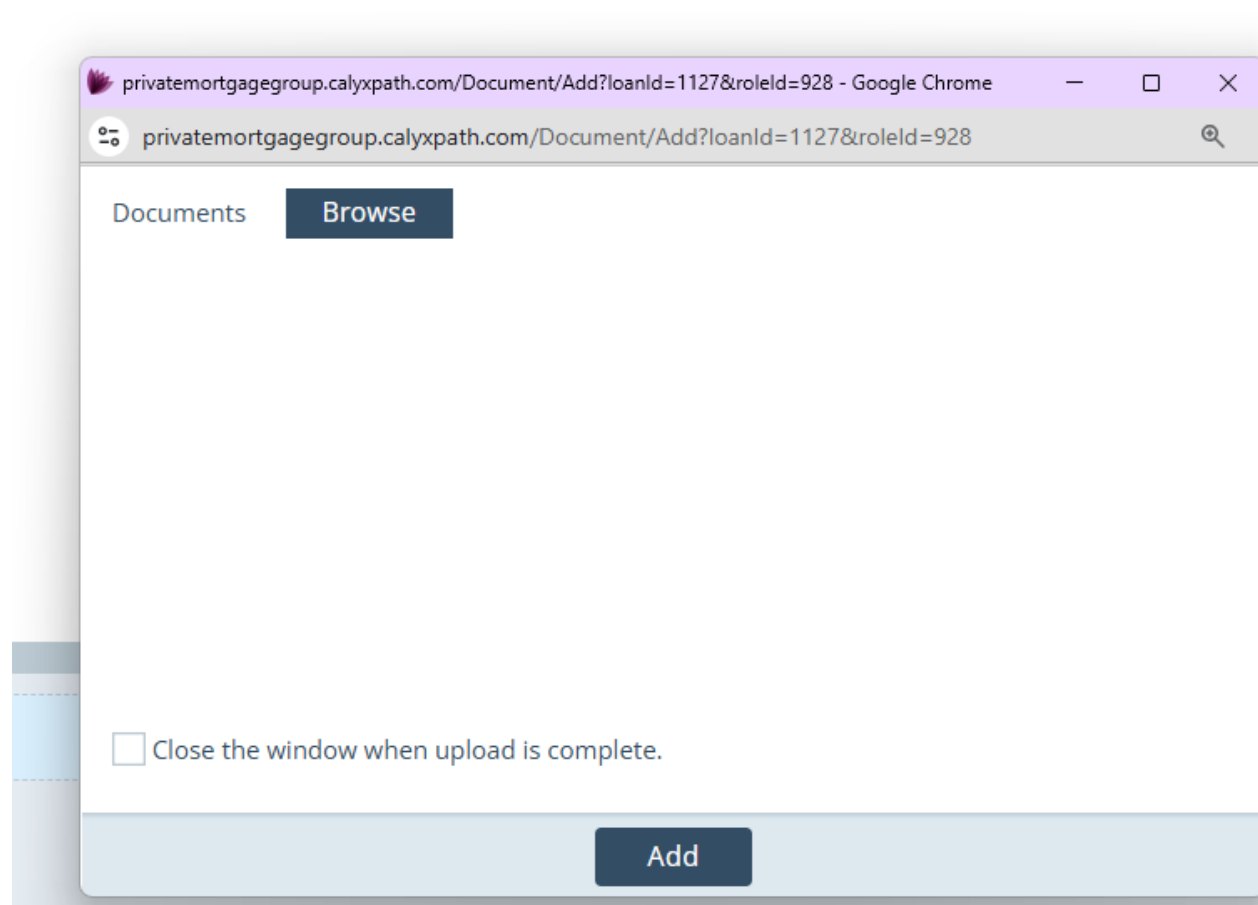 privatemortgagegroup.calyxpath.com/Document/Add?loanId=1127&roleId=928 - Google Chrome
privatemortgagegroup.calyxpath.com/Document/Add?loanId=1127&roleId=928
Documents Browse
Close the window when upload is complete.
Add